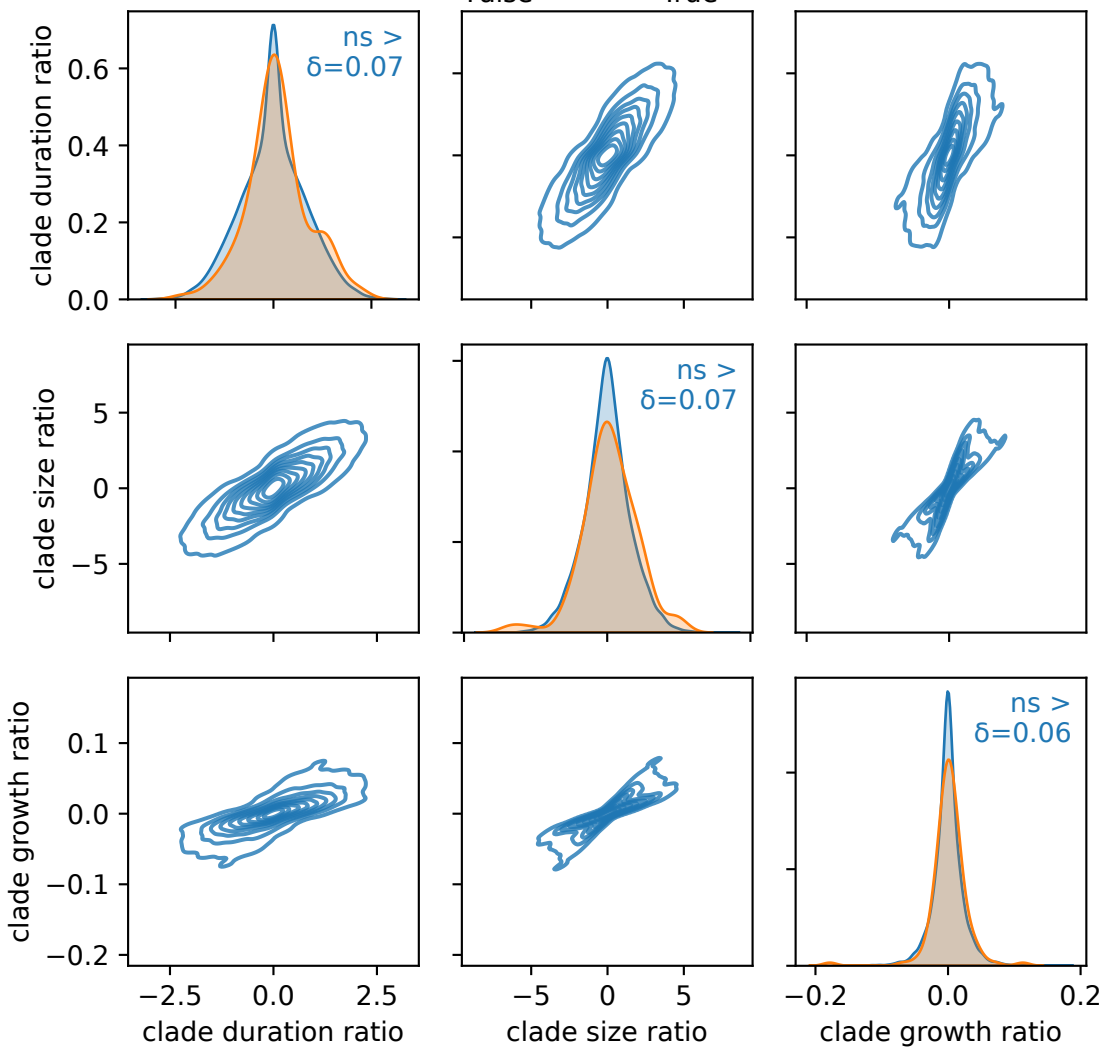 ns >
δ=0.07
clade duration ratio
0.6
0.4
0.2
0.0
ns >
δ=0.07
clade size ratio
5
0
−5
ns >
δ=0.06
clade growth ratio
0.1
0.0
−0.1
−0.2
−2.5 0.0 2.5
−5 0 5
−0.2 0.0 0.2
clade duration ratio
clade size ratio
clade growth ratio